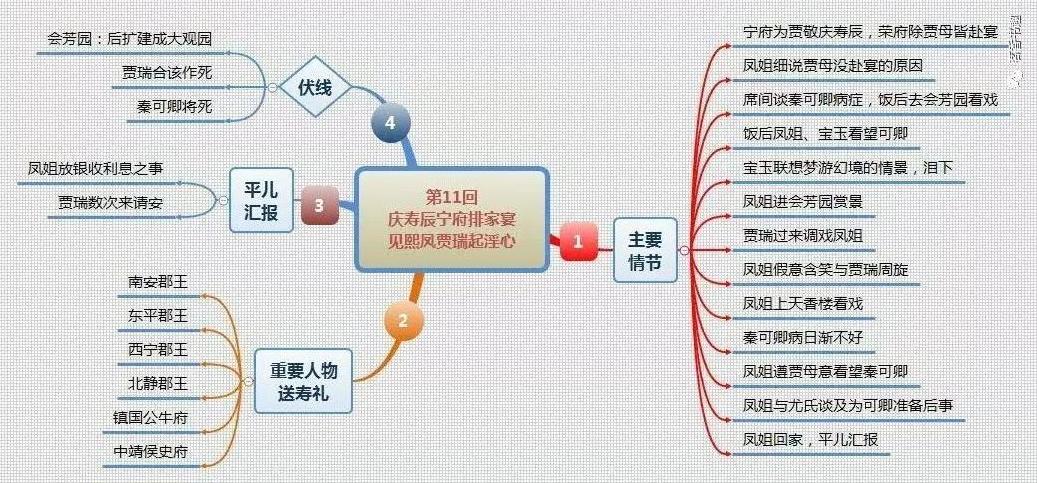 第11回
庆寿辰宁府排家宴
见熙凤贾瑞起淫心
1
主要
情节
宁府为贾敬庆寿辰，荣府除贾母皆赴宴
凤姐细说贾母没赴宴的原因
席间谈秦可卿病症，饭后去会芳园看戏
饭后凤姐、宝玉看望可卿
宝玉联想梦游幻境的情景，泪下
凤姐进会芳园赏景
贾瑞过来调戏凤姐
凤姐假意含笑与贾瑞周旋
凤姐上天香楼看戏
秦可卿病日渐不好
凤姐遵贾母意看望秦可卿
凤姐与尤氏谈及为可卿准备后事
凤姐回家，平儿汇报
2
重要人物
送寿礼
南安郡王
东平郡王
西宁郡王
北静郡王
镇国公牛府
中靖侯史府
3
平儿
汇报
凤姐放银收利息之事
贾瑞数次来请安
4
伏线
会芳园：后扩建成大观园
贾瑞合该作死
秦可卿将死